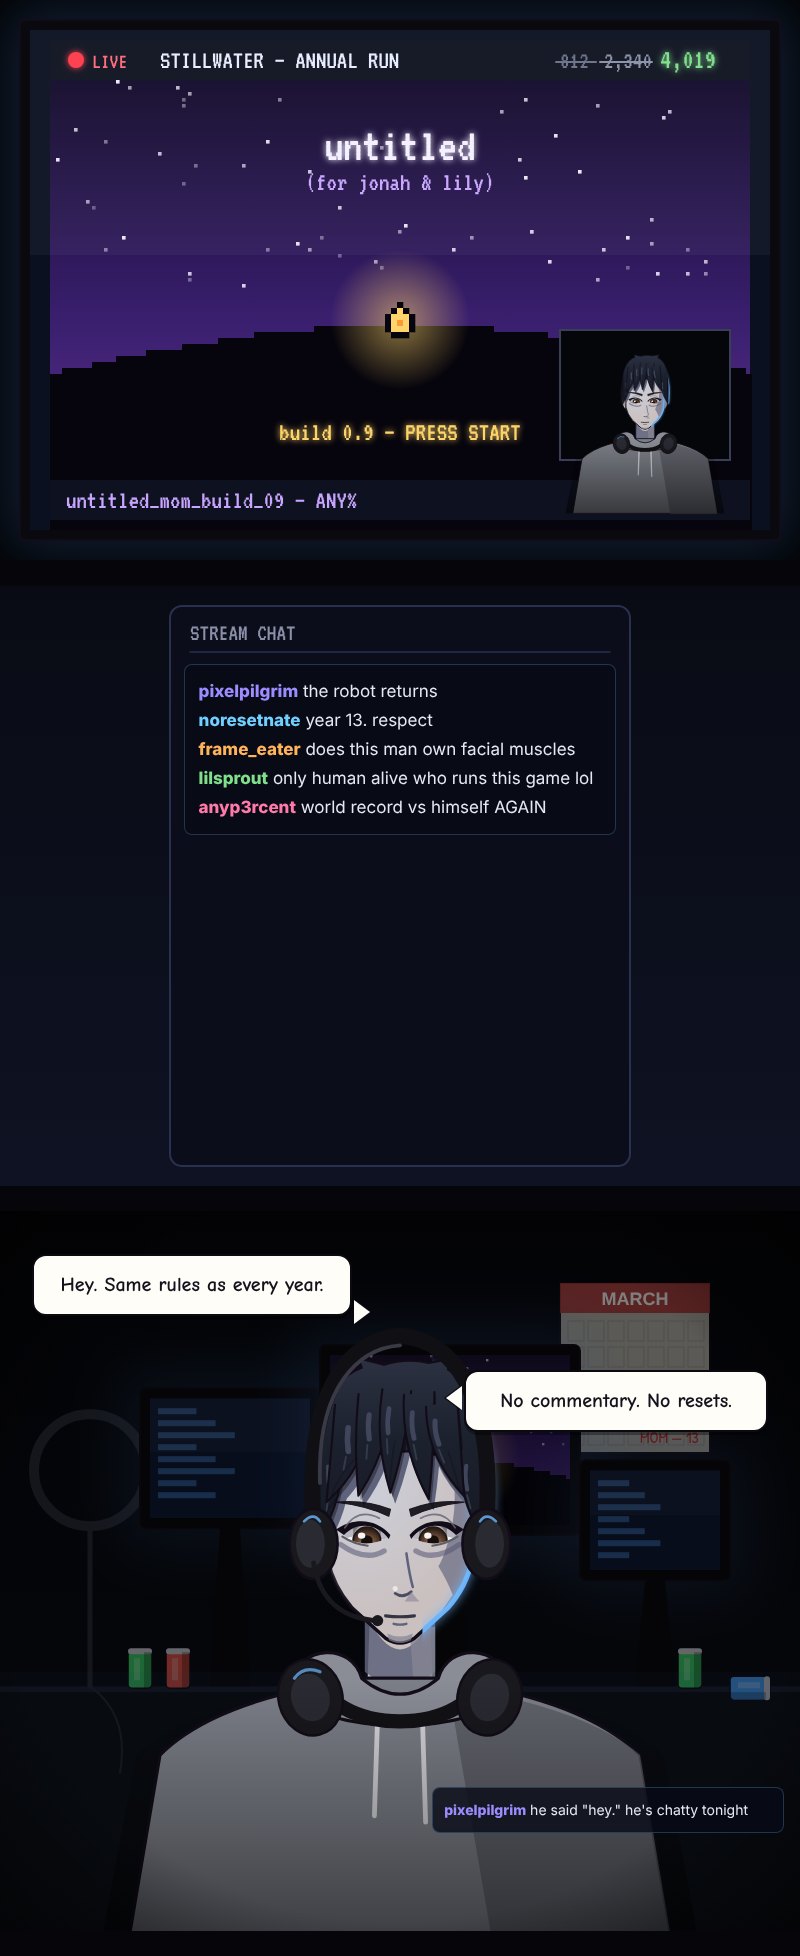 LIVE STILLWATER — ANNUAL RUN 812 2,340 4,019
untitled
(for jonah & lily)
build 0.9 — PRESS START
untitled_mom_build_09 — ANY%
STREAM CHAT
pixelpilgrim the robot returns
noresetnate year 13. respect
frame_eater does this man own facial muscles
lilsprout only human alive who runs this game lol
anyp3rcent world record vs himself AGAIN
Hey. Same rules as every year.
MARCH
No commentary. No resets.
MOM — 13
pixelpilgrim he said "hey." he's chatty tonight